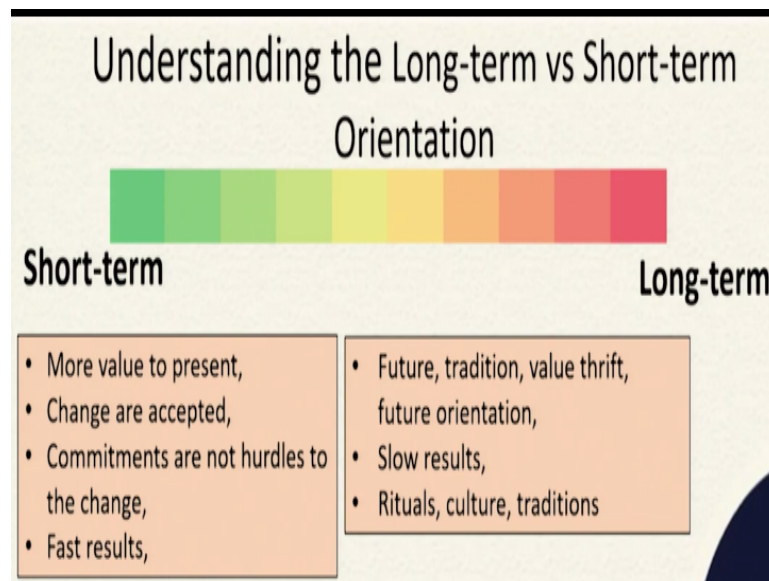 Understanding the Long-term vs Short-term
Orientation
Short-term
Long-term
• More value to present,
• Change are accepted,
• Commitments are not hurdles to
the change,
• Fast results,
• Future, tradition, value thrift,
future orientation,
• Slow results,
• Rituals, culture, traditions